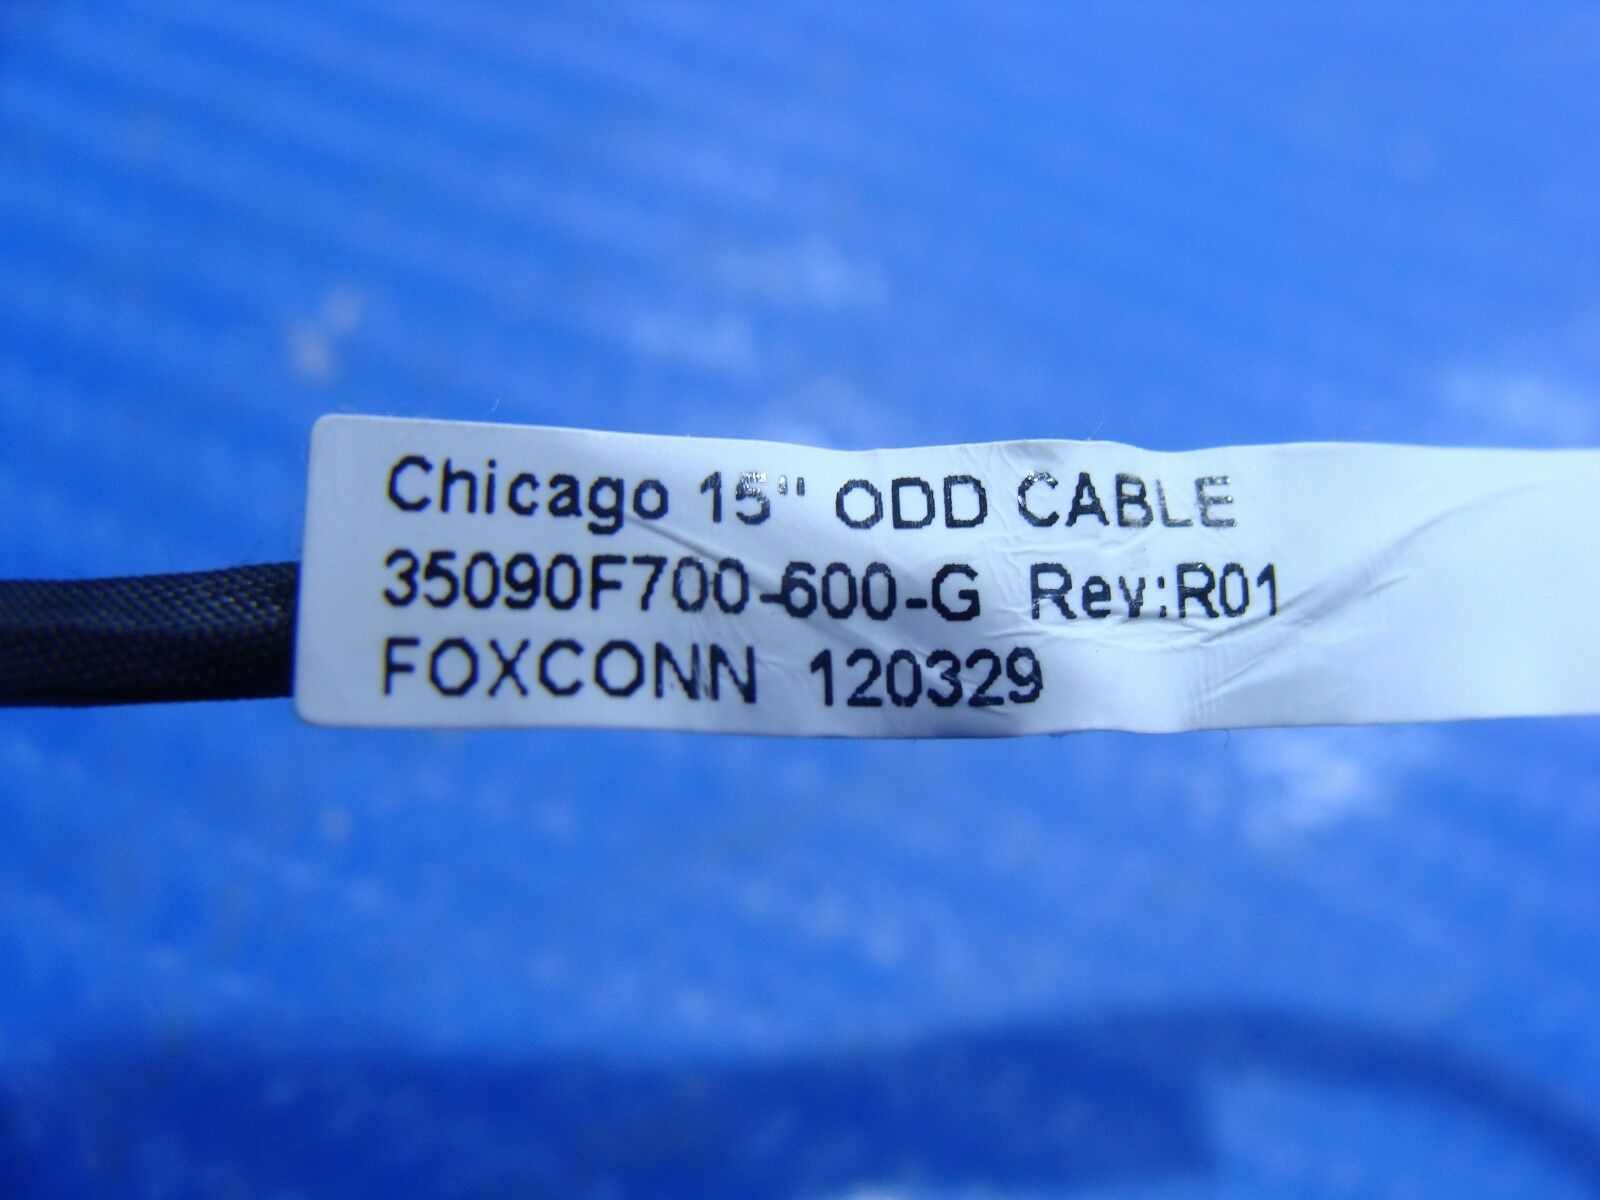 Chicago 15" ODD CABLE
35090F700-600-G Rev:R01
FOXCONN 120329